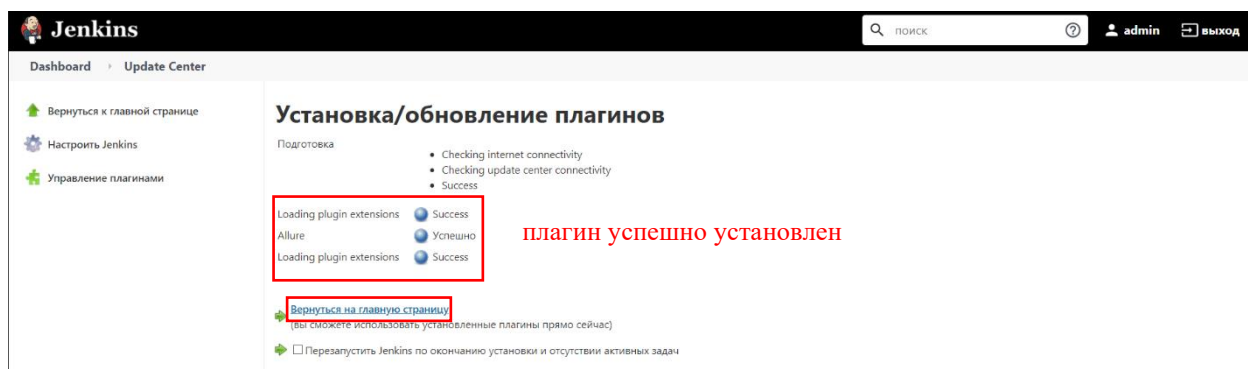 Jenkins
поиск
admin
выход
Dashboard
Update Center
Вернуться к главной странице
Настроить Jenkins
Управление плагинами
Установка/обновление плагинов
Подготовка
Checking internet connectivity
Checking update center connectivity
Success
Loading plugin extensions Success
Allure Успешно
Loading plugin extensions Success
плагин успешно установлен
Вернуться на главную страницу
(вы сможете использовать установленные плагины прямо сейчас)
Перезапустить Jenkins по окончанию установки и отсутствии активных задач